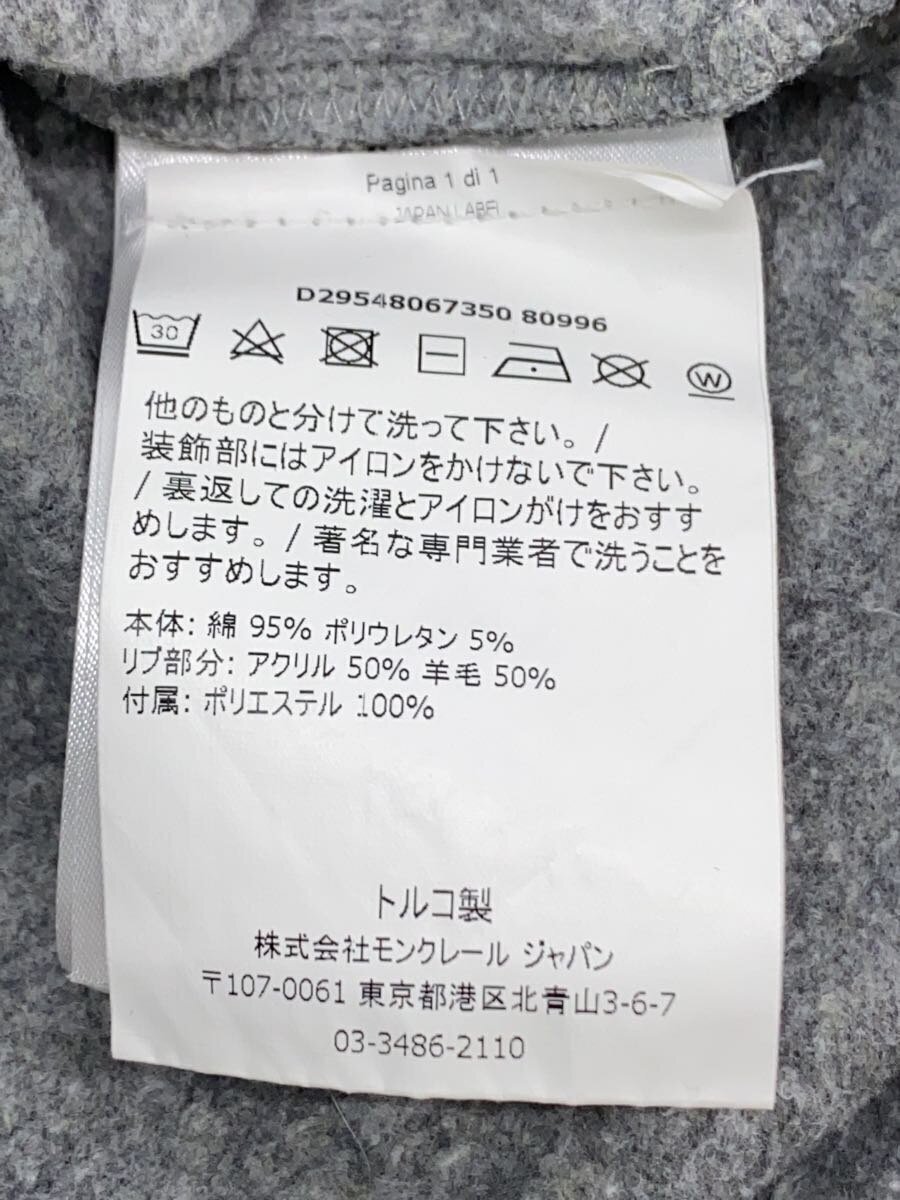 Pagina 1 di 1
JAPAN LABEL
D29548067350 80996
30
W
他のものと分けて洗って下さい。/
装飾部にはアイロンをかけないで下さい。
/ 裏返しての洗濯とアイロンがけをおすす
めします。/ 著名な専門業者で洗うことを
おすすめします。
本体: 綿 95% ポリウレタン 5%
リブ部分: アクリル 50% 羊毛 50%
付属: ポリエステル 100%
トルコ製
株式会社モンクレール ジャパン
〒107-0061 東京都港区北青山3-6-7
03-3486-2110